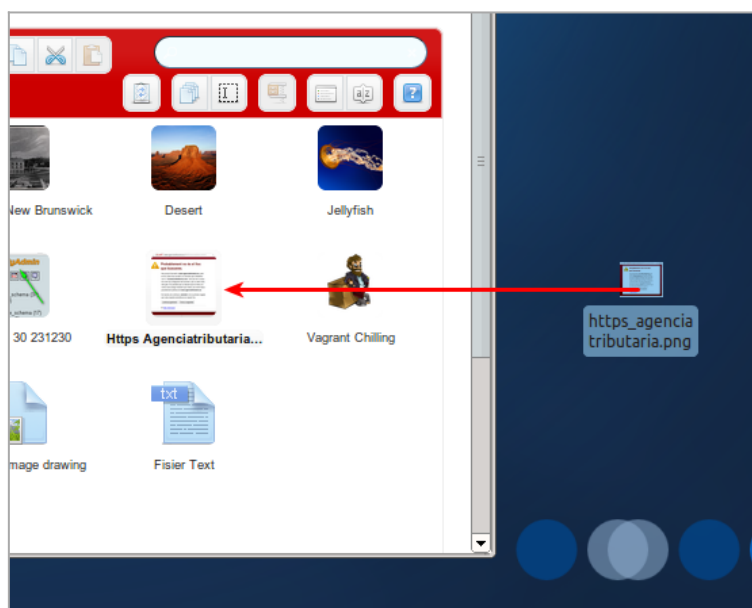 New Brunswick
Desert
Jellyfish
30 231230
Https Agenciatributaria...
Vagrant Chilling
https_agencia
tributaria.png
txt
mage drawing
Fisier Text